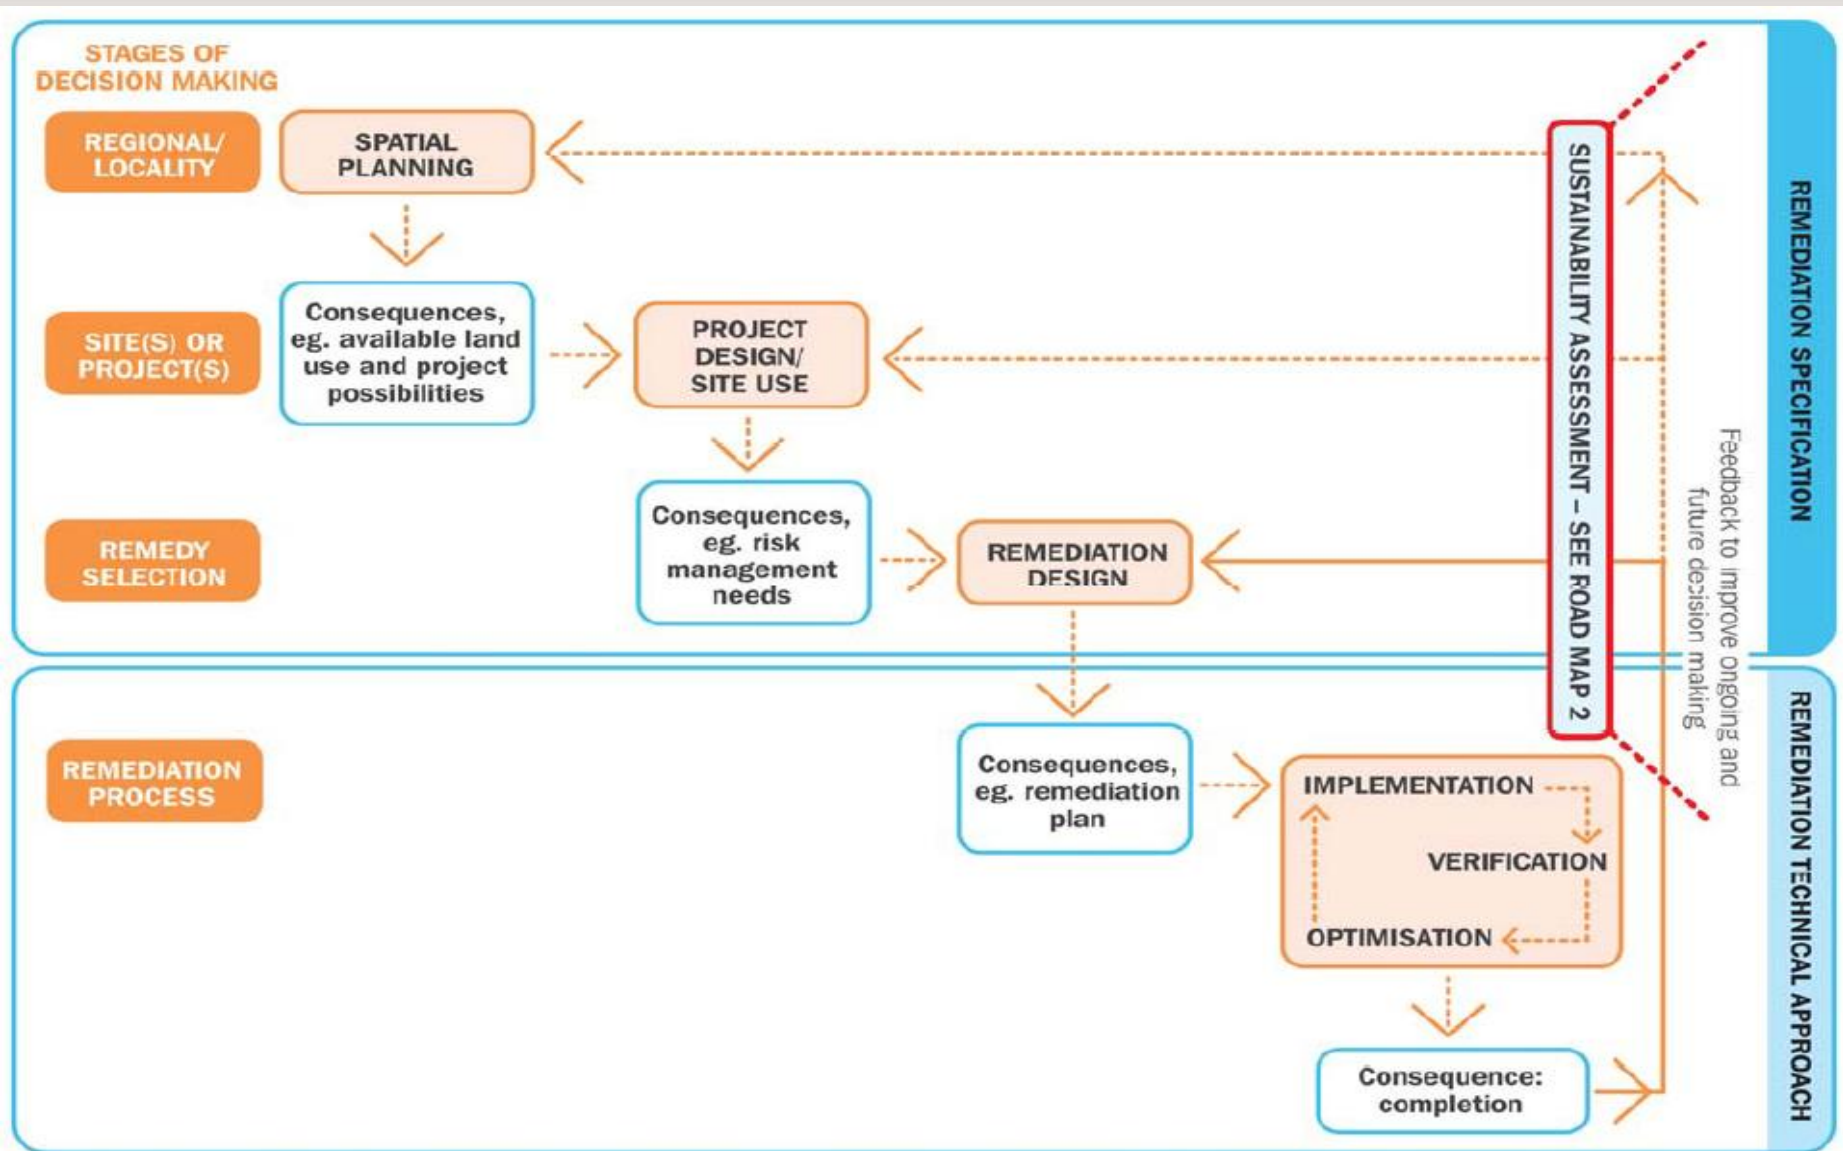 STAGES OF
DECISION MAKING
REGIONAL/
LOCALITY
SPATIAL
PLANNING
SITE(S) OR
PROJECT(S)
Consequences,
eg. available land
use and project
possibilities
PROJECT
DESIGN/
SITE USE
REMEDY
SELECTION
Consequences,
eg. risk
management
needs
REMEDIATION
DESIGN
SUSTAINABILITY ASSESSMENT – SEE ROAD MAP 2
Feedback to improve ongoing and
future decision making
REMEDIATION SPECIFICATION
REMEDIATION
PROCESS
Consequences,
eg. remediation
plan
IMPLEMENTATION
VERIFICATION
OPTIMISATION
Consequence:
completion
REMEDIATION TECHNICAL APPROACH